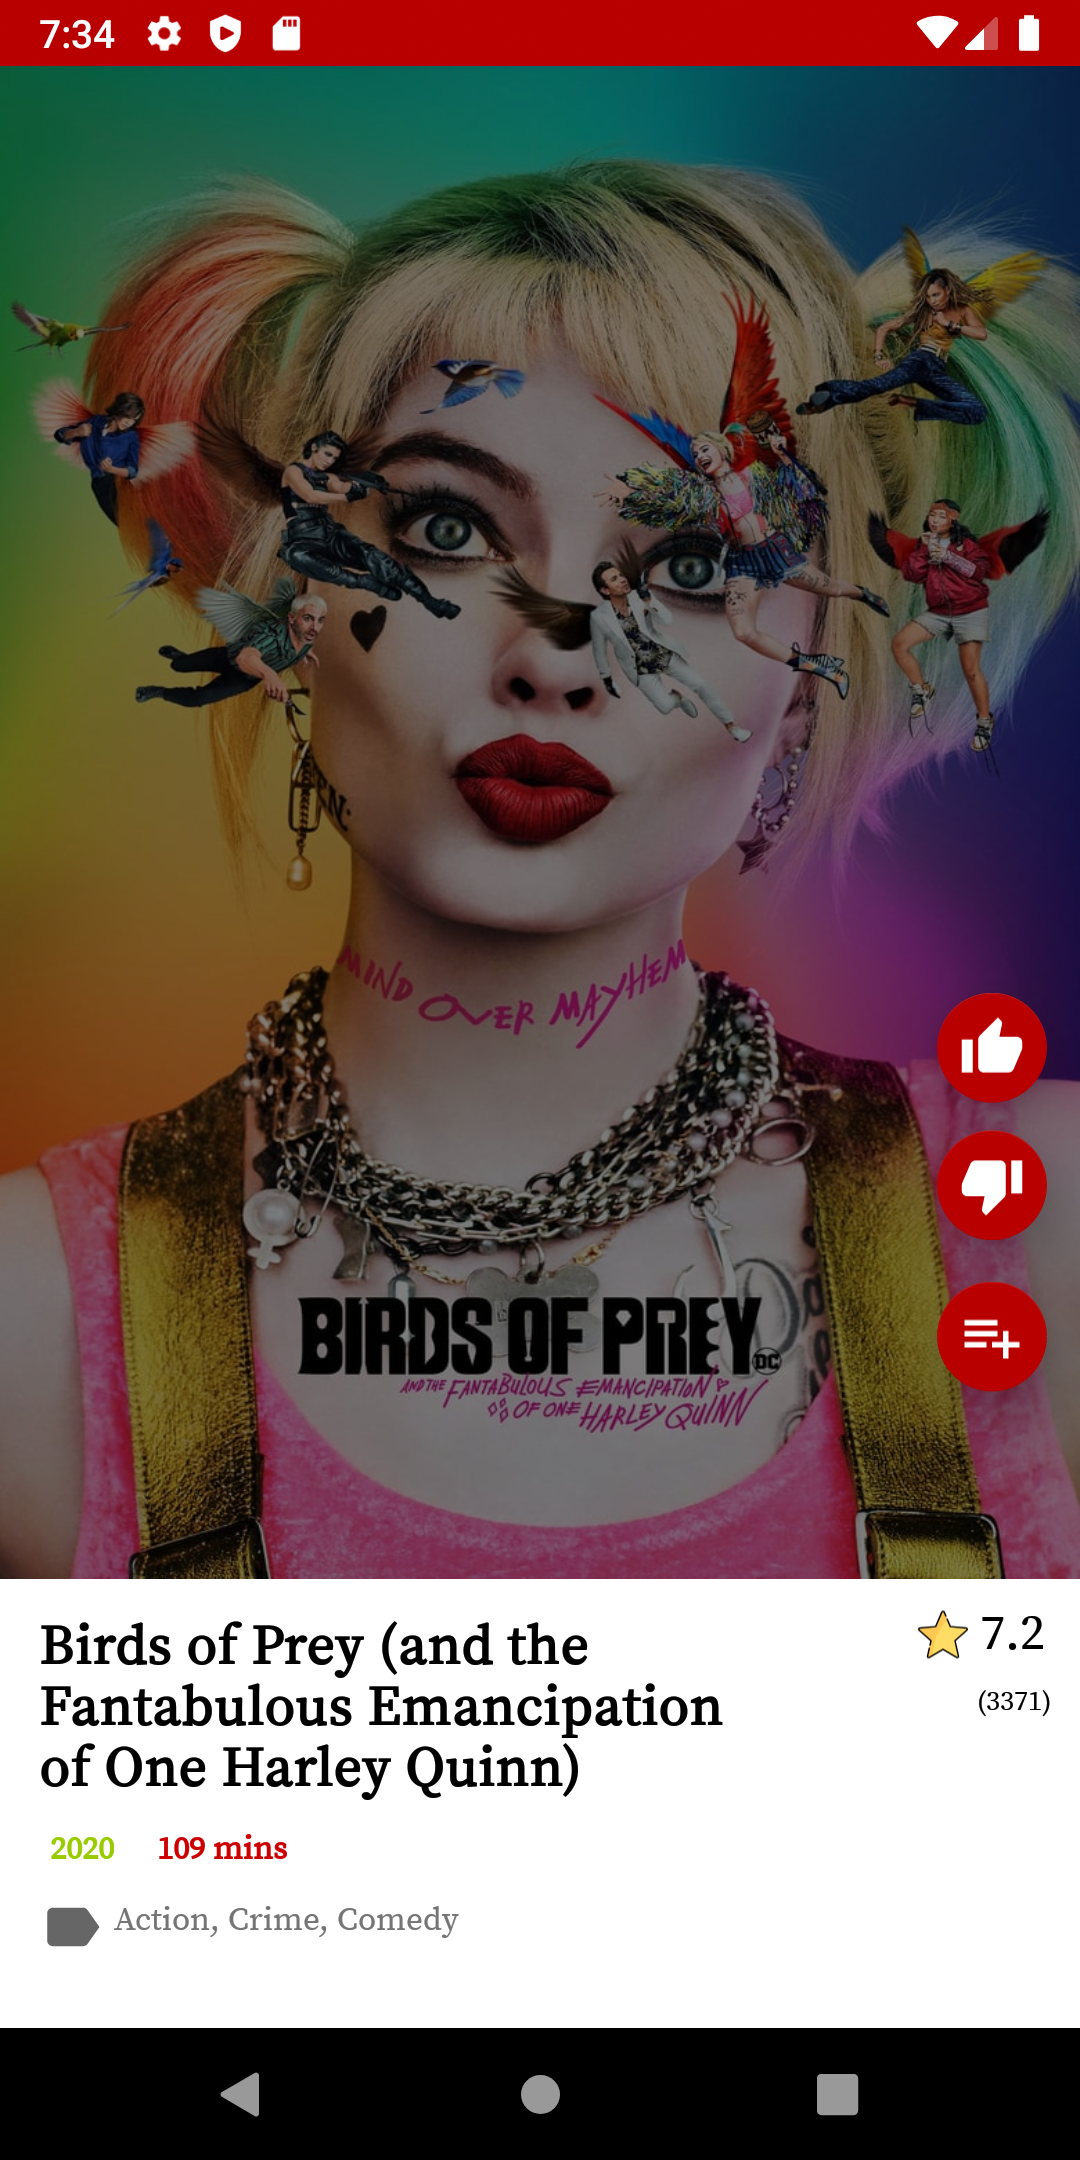 7:34
MIND OVER MAYHEM
BIRDS OF PREY
DC
AND THE FANTABULOUS EMANCIPATION
OF ONE HARLEY QUINN
Birds of Prey (and the
Fantabulous Emancipation
of One Harley Quinn)
7.2
(3371)
2020 109 mins
Action, Crime, Comedy